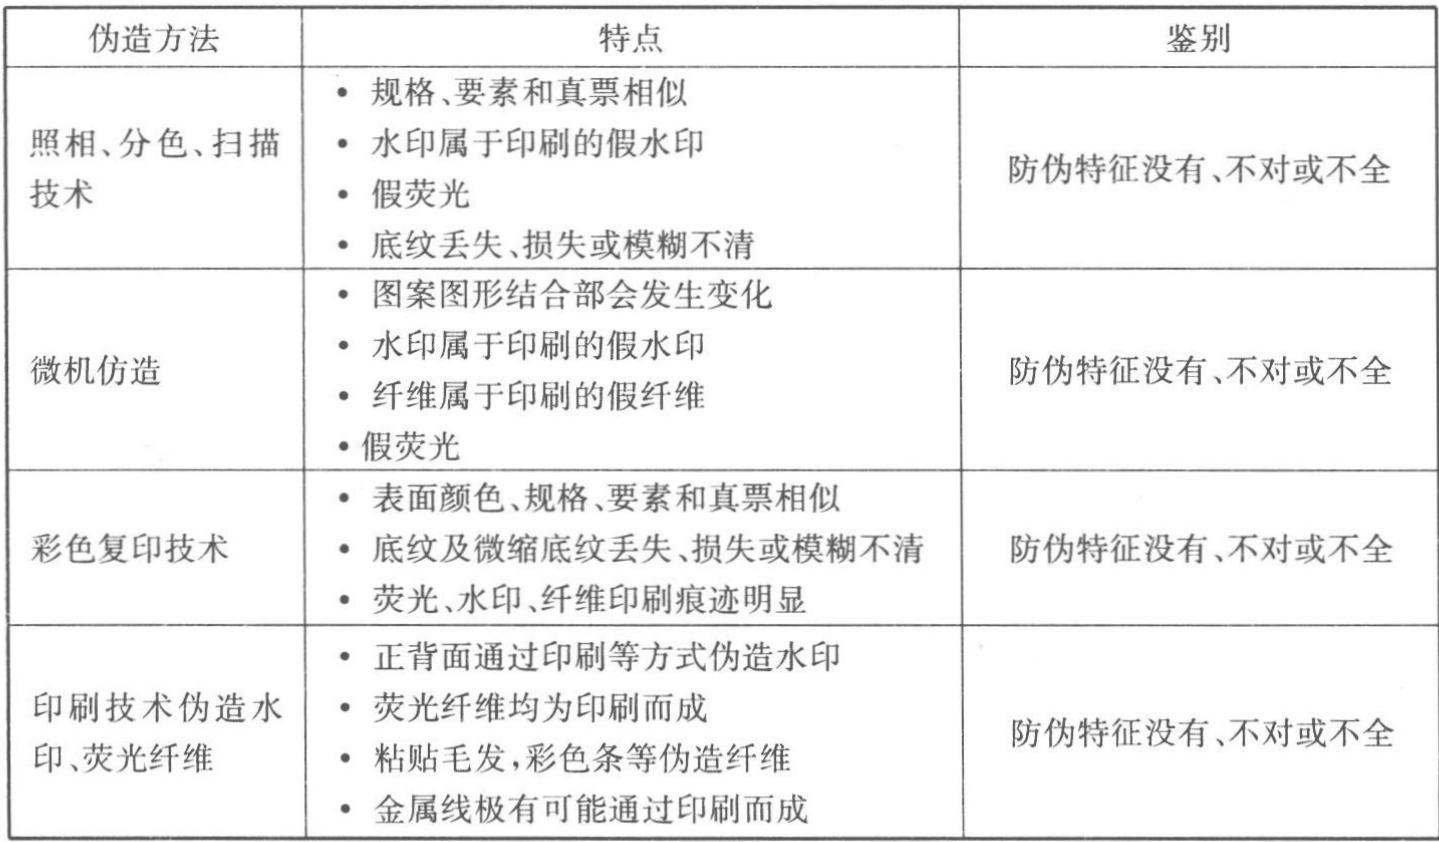 伪造方法 特点 鉴别
照相、分色、扫描
技术
• 规格、要素和真票相似
• 水印属于印刷的假水印
• 假荧光
• 底纹丢失、损失或模糊不清
防伪特征没有、不对或不全
微机仿造
• 图案图形结合部会发生变化
• 水印属于印刷的假水印
• 纤维属于印刷的假纤维
• 假荧光
防伪特征没有、不对或不全
彩色复印技术
• 表面颜色、规格、要素和真票相似
• 底纹及微缩底纹丢失、损失或模糊不清
• 荧光、水印、纤维印刷痕迹明显
防伪特征没有、不对或不全
印刷技术伪造水
印、荧光纤维
• 正背面通过印刷等方式伪造水印
• 荧光纤维均为印刷而成
• 粘贴毛发,彩色条等伪造纤维
• 金属线极有可能通过印刷而成
防伪特征没有、不对或不全